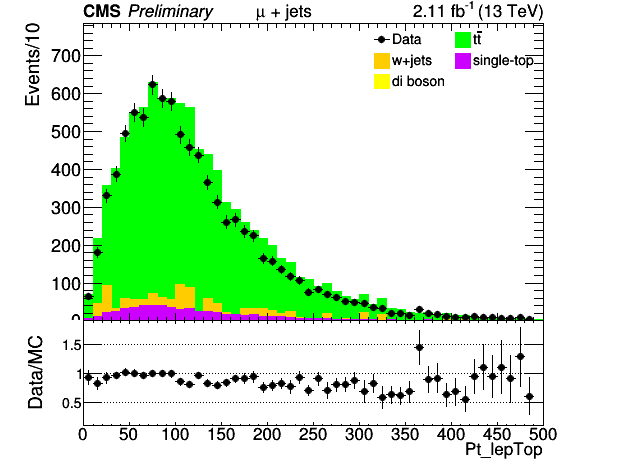 CMS Preliminary μ + jets 2.11 fb⁻¹ (13 TeV)
Events/10
700
600
500
400
300
200
100
0
Data
tt̄
w+jets
single-top
di boson
Data/MC
1.5
1
0.5
0 50 100 150 200 250 300 350 400 450 500
Pt_lepTop